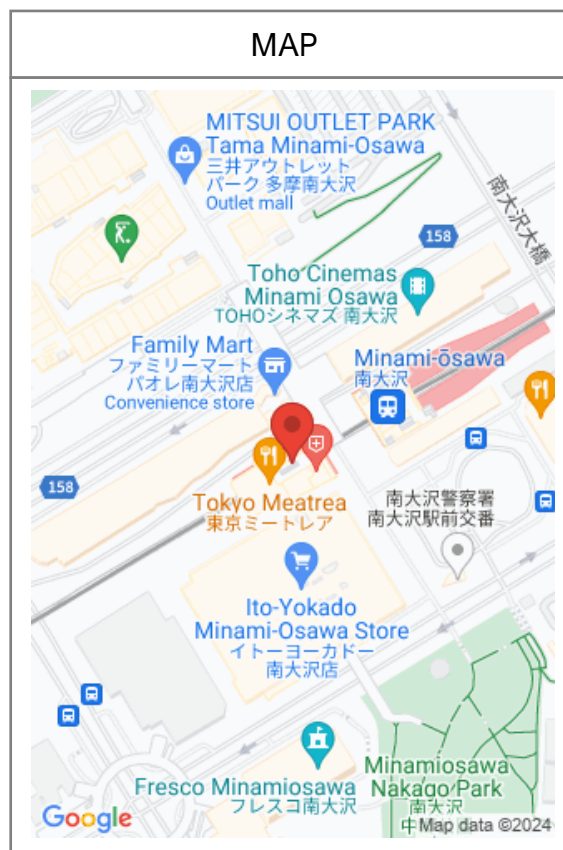 MAP
MITSUI OUTLET PARK
Tama Minami-Osawa
三井アウトレット
パーク 多摩南大沢
Outlet mall
南大沢大橋
158
Toho Cinemas
Minami Osawa
TOHOシネマズ 南大沢
Family Mart
ファミリーマート
パオレ南大沢店
Convenience store
Minami-ōsawa
南大沢
158
Tokyo Meatrea
東京ミートレア
南大沢警察署
南大沢駅前交番
Ito-Yokado
Minami-Osawa Store
イトーヨーカドー
南大沢店
Fresco Minamiosawa
フレスコ南大沢
Minamiosawa
Nakago Park
南大沢
中
Google
Map data ©2024